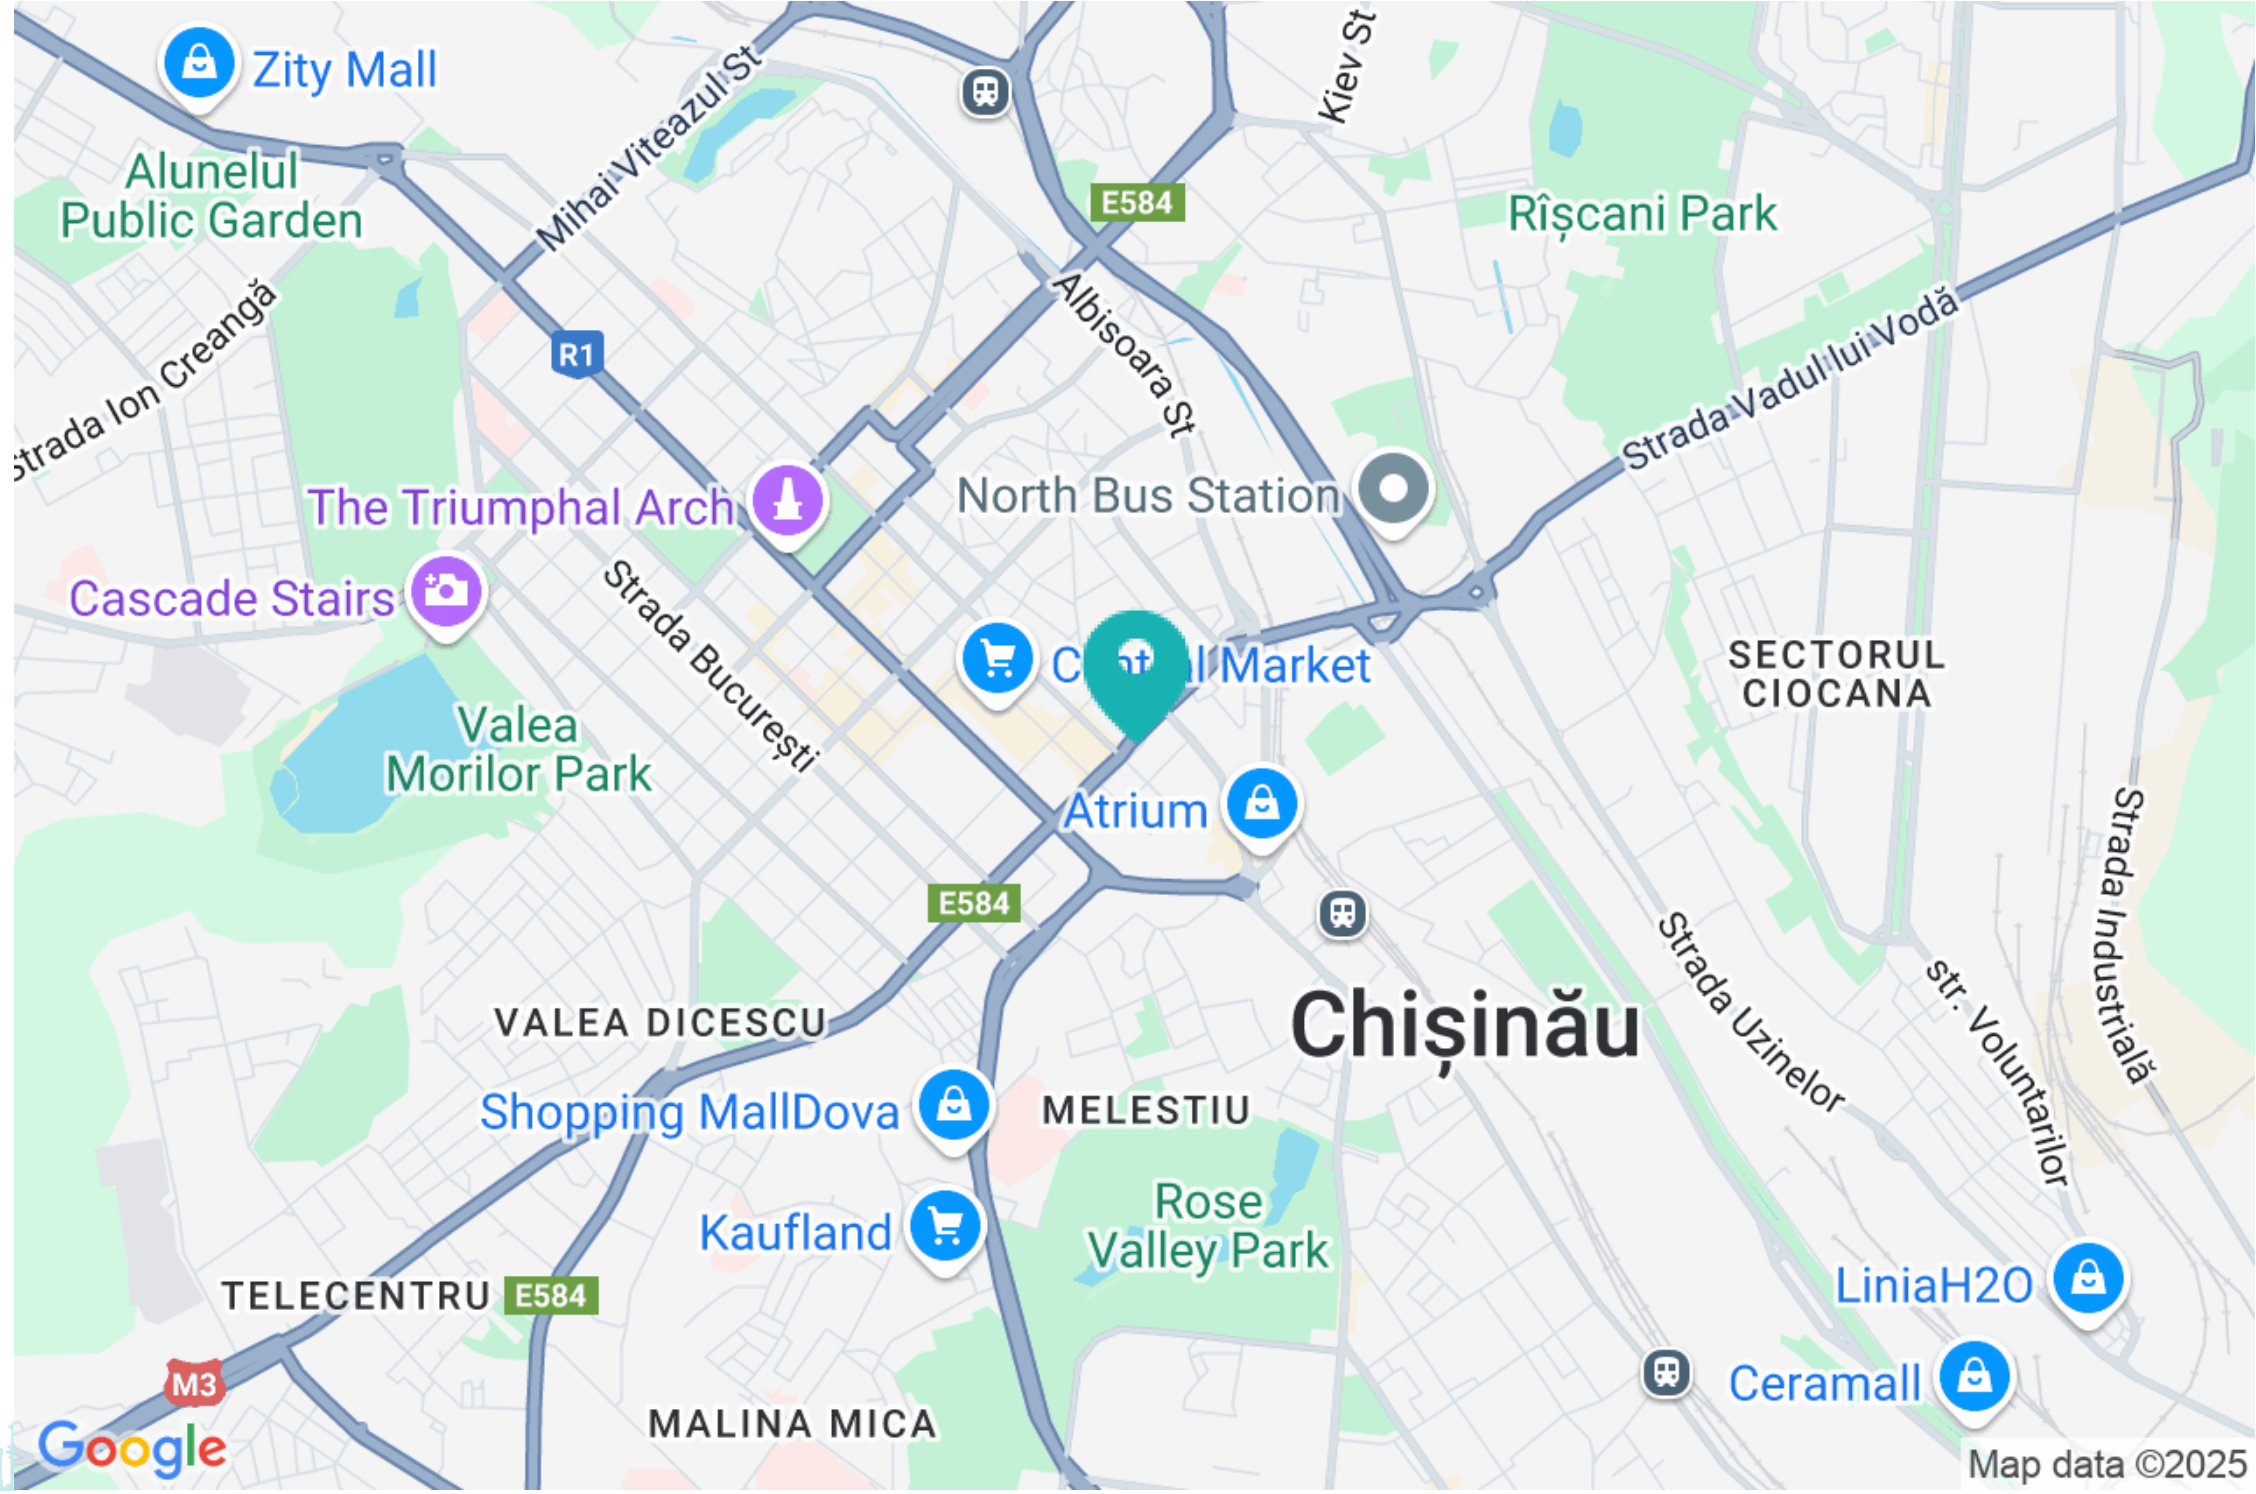 Zity Mall
Kiev St
Mihai Viteazul St
Alunelul
Public Garden
E584
Rîșcani Park
Strada Ion Creangă
Albisoara St
R1
Strada Vadul lui Vodă
The Triumphal Arch
North Bus Station
Cascade Stairs
Strada București
Central Market
SECTORUL
CIOCANA
Valea
Morilor Park
Atrium
Strada Industrială
E584
Strada Uzinelor
str. Voluntarilor
VALEA DICESCU
Chișinău
Shopping MallDova
MELESTIU
Rose
Valley Park
Kaufland
LiniaH2O
TELECENTRU
E584
Ceramall
M3
MALINA MICA
Google
Map data ©2025